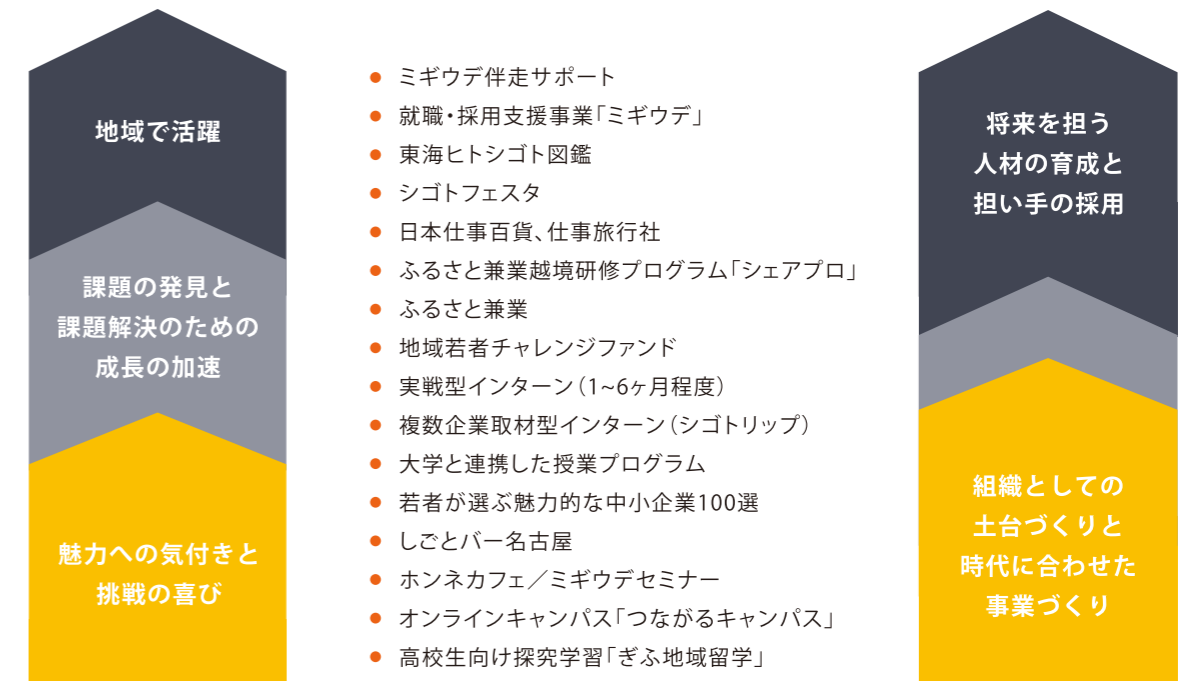 地域で活躍
課題の発見と
課題解決のための
成長の加速
魅力への気付きと
挑戦の喜び
● ミギウデ伴走サポート
● 就職・採用支援事業「ミギウデ」
● 東海ヒトシゴト図鑑
● シゴトフェスタ
● 日本仕事百貨、仕事旅行社
● ふるさと兼業越境研修プログラム「シェアプロ」
● ふるさと兼業
● 地域若者チャレンジファンド
● 実戦型インターン（1~6ヶ月程度）
● 複数企業取材型インターン（シゴトリップ）
● 大学と連携した授業プログラム
● 若者が選ぶ魅力的な中小企業100選
● しごとバー名古屋
● ホンネカフェ／ミギウデセミナー
● オンラインキャンパス「つながるキャンパス」
● 高校生向け探究学習「ぎふ地域留学」
将来を担う
人材の育成と
担い手の採用
組織としての
土台づくりと
時代に合わせた
事業づくり